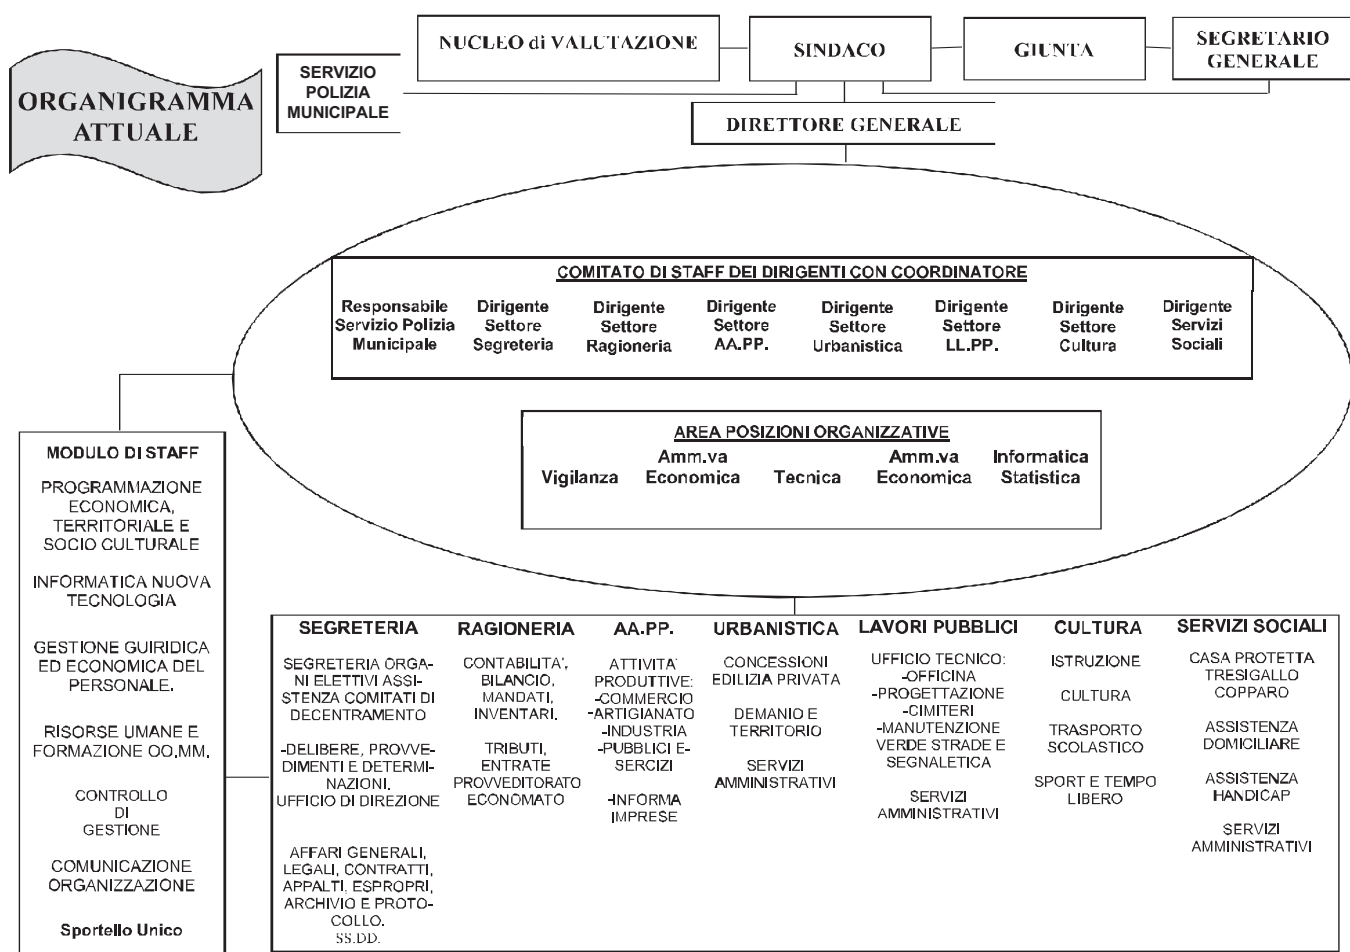 ORGANIGRAMMA
ATTUALE
SERVIZIO
POLIZIA
MUNICIPALE
NUCLEO di VALUTAZIONE
SINDACO
GIUNTA
SEGRETARIO
GENERALE
DIRETTORE GENERALE
COMITATO DI STAFF DEI DIRIGENTI CON COORDINATORE
Responsabile
Servizio Polizia
Municipale
Dirigente
Settore
Segreteria
Dirigente
Settore
Ragioneria
Dirigente
Settore
AA.PP.
Dirigente
Settore
Urbanistica
Dirigente
Settore
LL.PP.
Dirigente
Settore
Cultura
Dirigente
Servizi
Sociali
AREA POSIZIONI ORGANIZZATIVE
Vigilanza
Amm.va
Economica
Tecnica
Amm.va
Economica
Informatica
Statistica
MODULO DI STAFF
PROGRAMMAZIONE
ECONOMICA,
TERRITORIALE E
SOCIO CULTURALE
INFORMATICA NUOVA
TECNOLOGIA
GESTIONE GUIRIDICA
ED ECONOMICA DEL
PERSONALE.
RISORSE UMANE E
FORMAZIONE OO.MM.
CONTROLLO
DI
GESTIONE
COMUNICAZIONE
ORGANIZZAZIONE
Sportello Unico
SEGRETERIA
SEGRETERIA ORGA-
NI ELETTIVI ASSI-
STENZA COMITATI DI
DECENTRAMENTO
-DELIBERE, PROVVE-
DIMENTI E DETERMI-
NAZIONI.
UFFICIO DI DIREZIONE
AFFARI GENERALI,
LEGALI, CONTRATTI,
APPALTI, ESPROPRI,
ARCHIVIO E PROTO-
COLLO.
SS.DD.
RAGIONERIA
CONTABILITA',
BILANCIO,
MANDATI,
INVENTARI.
TRIBUTI,
ENTRATE
PROVVEDITORATO
ECONOMATO
AA.PP.
ATTIVITA'
PRODUTTIVE:
-COMMERCIO
-ARTIGIANATO
-INDUSTRIA
-PUBBLICI E-
SERCIZI
-INFORMA
IMPRESE
URBANISTICA
CONCESSIONI
EDILIZIA PRIVATA
DEMANIO E
TERRITORIO
SERVIZI
AMMINISTRATIVI
LAVORI PUBBLICI
UFFICIO TECNICO:
-OFFICINA
-PROGETTAZIONE
-CIMITERI
-MANUTENZIONE
VERDE STRADE E
SEGNALETICA
SERVIZI
AMMINISTRATIVI
CULTURA
ISTRUZIONE
CULTURA
TRASPORTO
SCOLASTICO
SPORT E TEMPO
LIBERO
SERVIZI SOCIALI
CASA PROTETTA
TRESIGALLO
COPPARO
ASSISTENZA
DOMICILIARE
ASSISTENZA
HANDICAP
SERVIZI
AMMINISTRATIVI